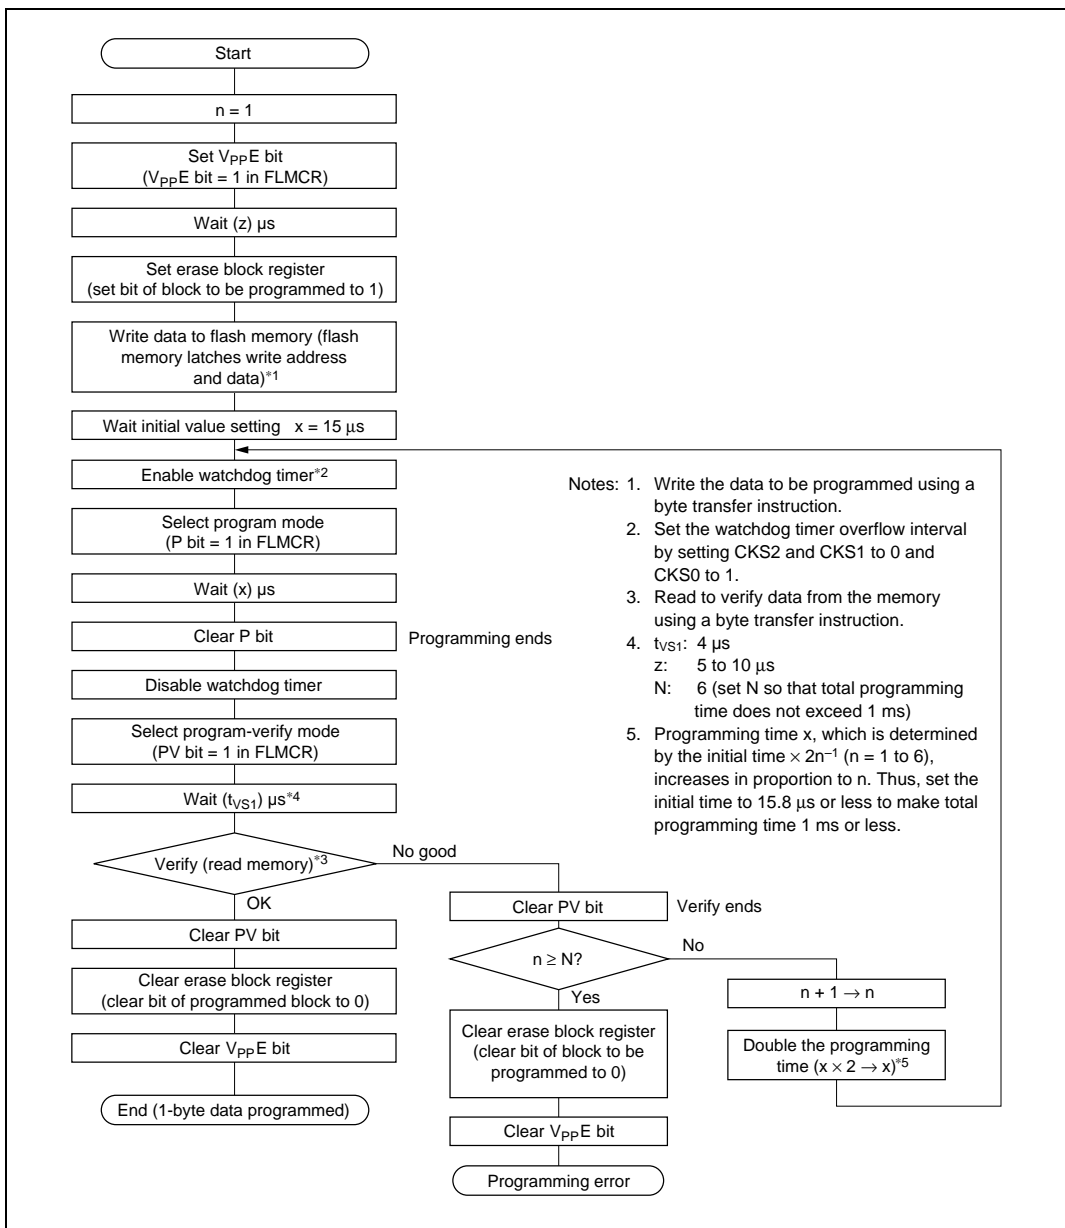 Start
n = 1
Set VPPE bit
(VPPE bit = 1 in FLMCR)
Wait (z) µs
Set erase block register
(set bit of block to be programmed to 1)
Write data to flash memory (flash
memory latches write address
and data)*1
Wait initial value setting x = 15 µs
Enable watchdog timer*2
Select program mode
(P bit = 1 in FLMCR)
Wait (x) µs
Clear P bit
Programming ends
Disable watchdog timer
Select program-verify mode
(PV bit = 1 in FLMCR)
Wait (tVS1) µs*4
Verify (read memory)*3
No good
OK
Clear PV bit
Clear erase block register
(clear bit of programmed block to 0)
Clear VPPE bit
End (1-byte data programmed)
Clear PV bit
Verify ends
n ≥ N?
No
Yes
Clear erase block register
(clear bit of block to be
programmed to 0)
Clear VPPE bit
Programming error
n + 1 → n
Double the programming
time (x × 2 → x)*5
Notes: 1. Write the data to be programmed using a
byte transfer instruction.
2. Set the watchdog timer overflow interval
by setting CKS2 and CKS1 to 0 and
CKS0 to 1.
3. Read to verify data from the memory
using a byte transfer instruction.
4. tVS1: 4 µs
z: 5 to 10 µs
N: 6 (set N so that total programming
time does not exceed 1 ms)
5. Programming time x, which is determined
by the initial time × 2n–1 (n = 1 to 6),
increases in proportion to n. Thus, set the
initial time to 15.8 µs or less to make total
programming time 1 ms or less.